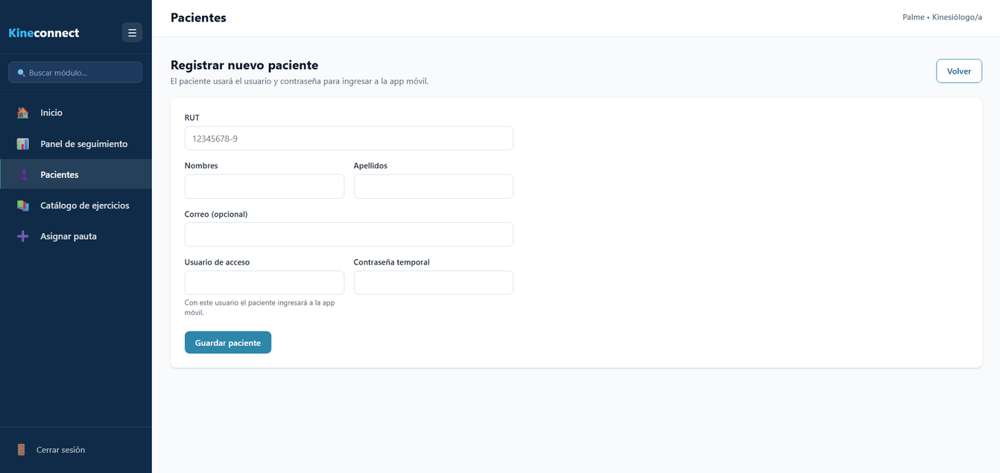 Kineconnect
☰
Buscar módulo...
Inicio
Panel de seguimiento
Pacientes
Catálogo de ejercicios
Asignar pauta
Cerrar sesión
Pacientes
Palme • Kinesiólogo/a
Registrar nuevo paciente
El paciente usará el usuario y contraseña para ingresar a la app móvil.
Volver
RUT
12345678-9
Nombres
Apellidos
Correo (opcional)
Usuario de acceso
Contraseña temporal
Con este usuario el paciente ingresará a la app
móvil.
Guardar paciente